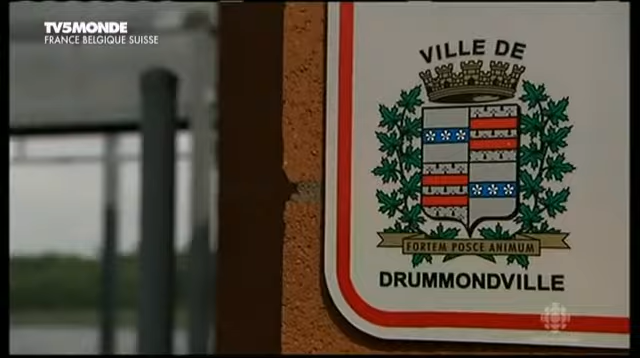 TV5MONDE
FRANCE BELGIQUE SUISSE
VILLE DE
FORTEM POSCE ANIMUM
DRUMMONDVILLE